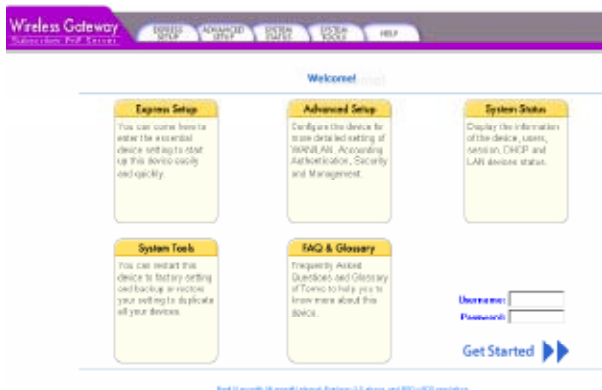 Wireless Gateway
Subscriber PnP Server
EXPRESS SETUP
ADVANCED SETUP
SYSTEM STATUS
SYSTEM TOOLS
HELP
Welcome!
Express Setup
You can come here to
enter the essential
device setting to start
up this device easily
and quickly.
Advanced Setup
Configure the device for
more detailed setting of
WAN/LAN, Accounting
Authentication, Security
and Management.
System Status
Display the information
of the device, users,
session, DHCP and
LAN devices status.
System Tools
You can restart this
device to factory setting
and backup or restore
your setting to duplicate
all your devices.
FAQ & Glossary
Frequently Asked
Questions and Glossary
of Terms to help you to
know more about this
device.
Username:
Password:
Get Started